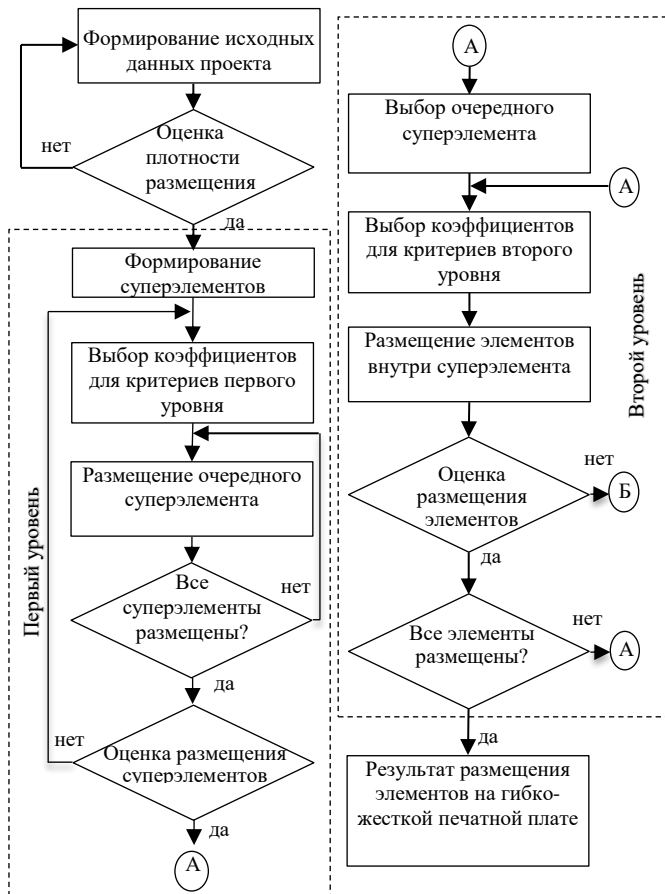 Формирование исходных
данных проекта
нет
Оценка
плотности
размещения
да
Формирование
суперэлементов
Выбор коэффициентов
для критериев первого
уровня
Размещение очередного
суперэлемента
Первый уровень
Все
суперэлементы
размещены?
нет
да
нет
Оценка размещения
суперэлементов
да
А
А
Выбор очередного
суперэлемента
А
Выбор коэффициентов
для критериев второго
уровня
Размещение элементов
внутри суперэлемента
Второй уровень
Оценка
размещения
элементов
нет
Б
да
Все элементы
размещены?
нет
А
да
Результат размещения
элементов на гибко-
жесткой печатной плате